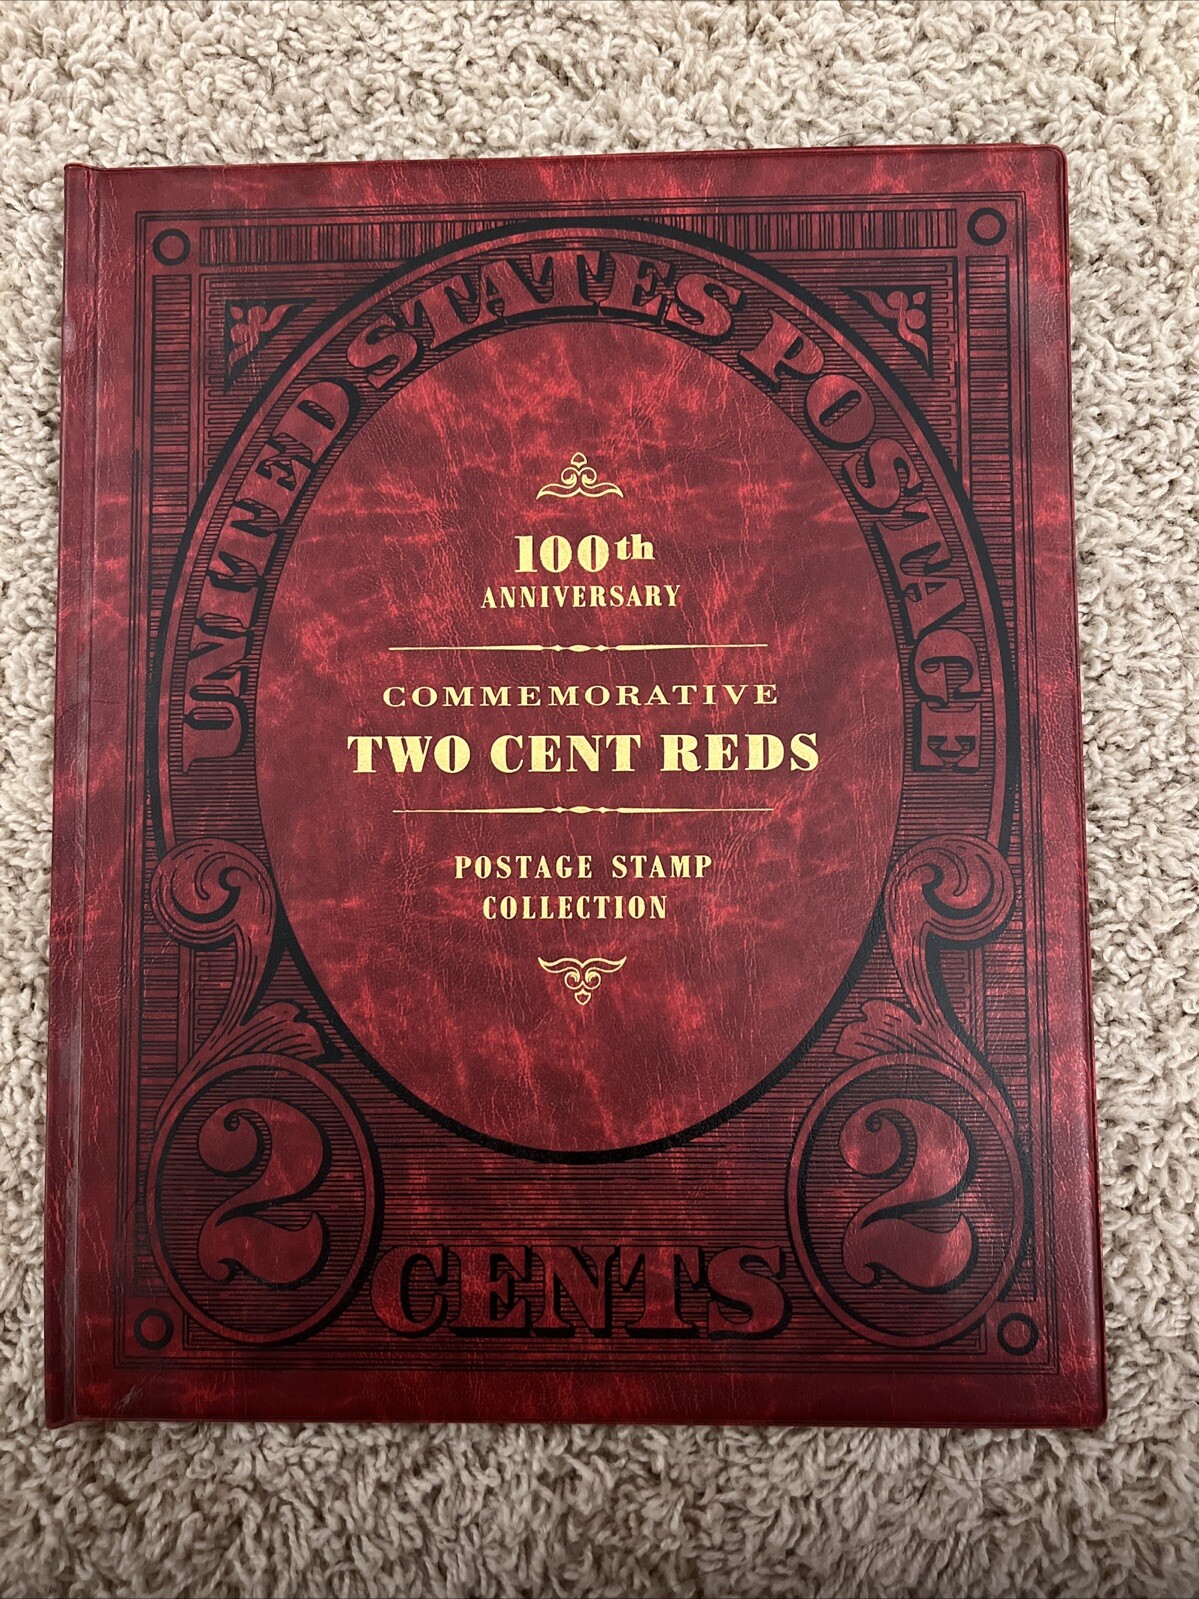 UNITED STATES POSTAGE
100th
ANNIVERSARY
COMMEMORATIVE
TWO CENT REDS
POSTAGE STAMP
COLLECTION
2 2
CENTS